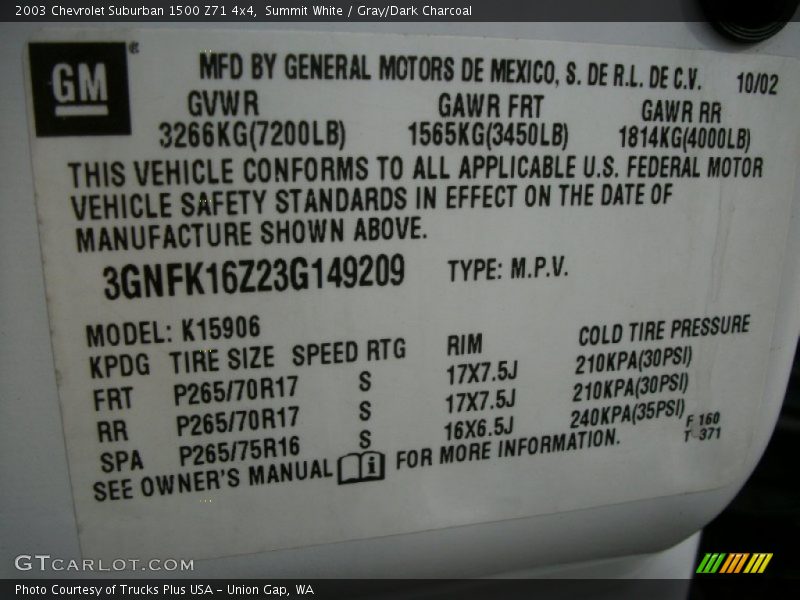 2003 Chevrolet Suburban 1500 Z71 4x4, Summit White / Gray/Dark Charcoal
GM ®
MFD BY GENERAL MOTORS DE MEXICO, S. DE R.L. DE C.V. 10/02
GVWR GAWR FRT GAWR RR
3266KG(7200LB) 1565KG(3450LB) 1814KG(4000LB)
THIS VEHICLE CONFORMS TO ALL APPLICABLE U.S. FEDERAL MOTOR
VEHICLE SAFETY STANDARDS IN EFFECT ON THE DATE OF
MANUFACTURE SHOWN ABOVE.
3GNFK16Z23G149209 TYPE: M.P.V.
MODEL: K15906
KPDG TIRE SIZE SPEED RTG RIM COLD TIRE PRESSURE
FRT P265/70R17 S 17X7.5J 210KPA(30PSI)
RR P265/70R17 S 17X7.5J 210KPA(30PSI)
SPA P265/75R16 S 16X6.5J 240KPA(35PSI) F 160
SEE OWNER'S MANUAL i FOR MORE INFORMATION. T 371
GTCARLOT.COM
Photo Courtesy of Trucks Plus USA – Union Gap, WA